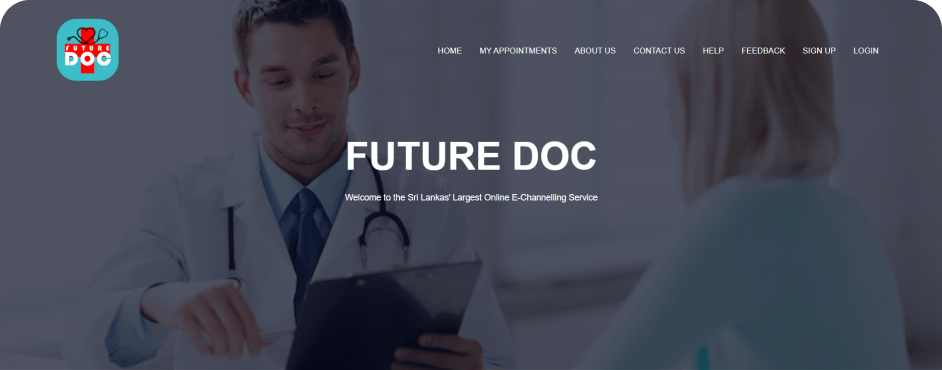 FUTURE
DOC
HOME MY APPOINTMENTS ABOUT US CONTACT US HELP FEEDBACK SIGN UP LOGIN
FUTURE DOC
Welcome to the Sri Lankas' Largest Online E-Channelling Service